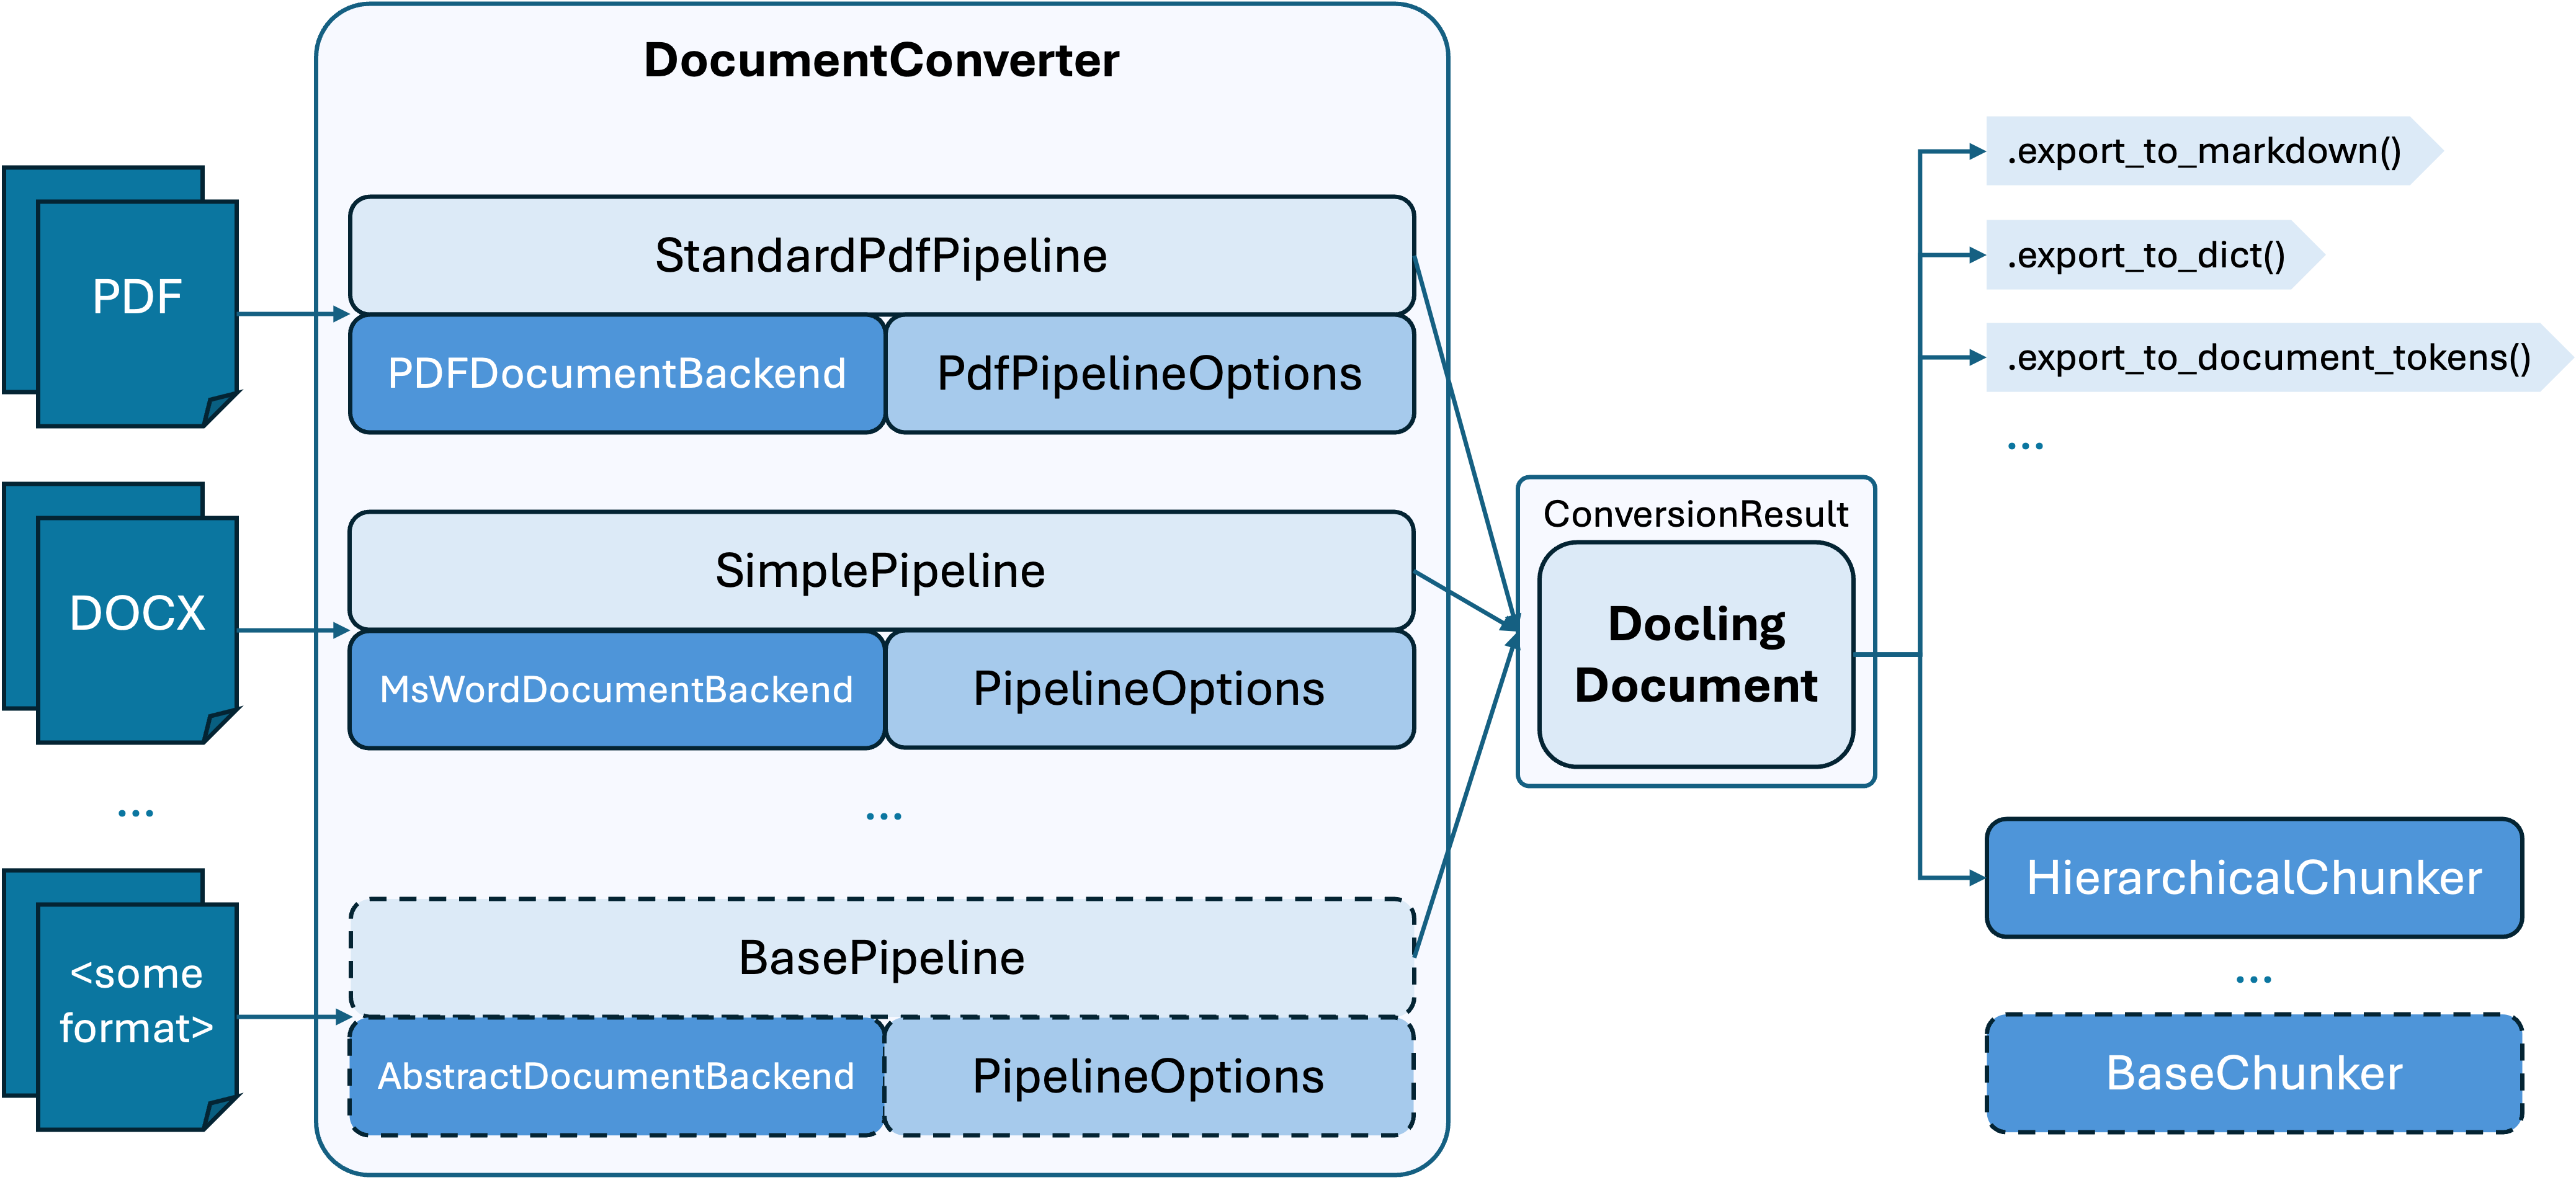 DocumentConverter
PDF
StandardPdfPipeline
PDFDocumentBackend
PdfPipelineOptions
DOCX
SimplePipeline
MsWordDocumentBackend
PipelineOptions
...
...
<some
format>
BasePipeline
AbstractDocumentBackend
PipelineOptions
ConversionResult
Docling
Document
.export_to_markdown()
.export_to_dict()
.export_to_document_tokens()
...
HierarchicalChunker
...
BaseChunker